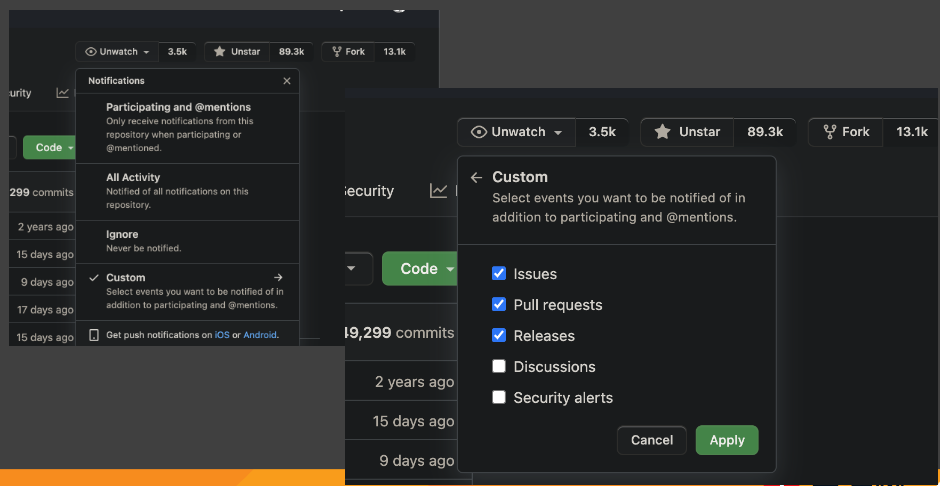 Unwatch 3.5k Unstar 89.3k Fork 13.1k
Notifications
urity
Participating and @mentions
Only receive notifications from this
repository when participating or
@mentioned.
Code
All Activity
Notified of all notifications on this
repository.
299 commits
2 years ago
15 days ago
9 days ago
17 days ago
15 days ago
Ignore
Never be notified.
Custom
Select events you want to be notified of in
addition to participating and @mentions.
Get push notifications on iOS or Android.
Unwatch 3.5k Unstar 89.3k Fork 13.1k
Security
Custom
Select events you want to be notified of in
addition to participating and @mentions.
Code
Issues
Pull requests
Releases
Discussions
Security alerts
49,299 commits
2 years ago
15 days ago
9 days ago
Cancel Apply